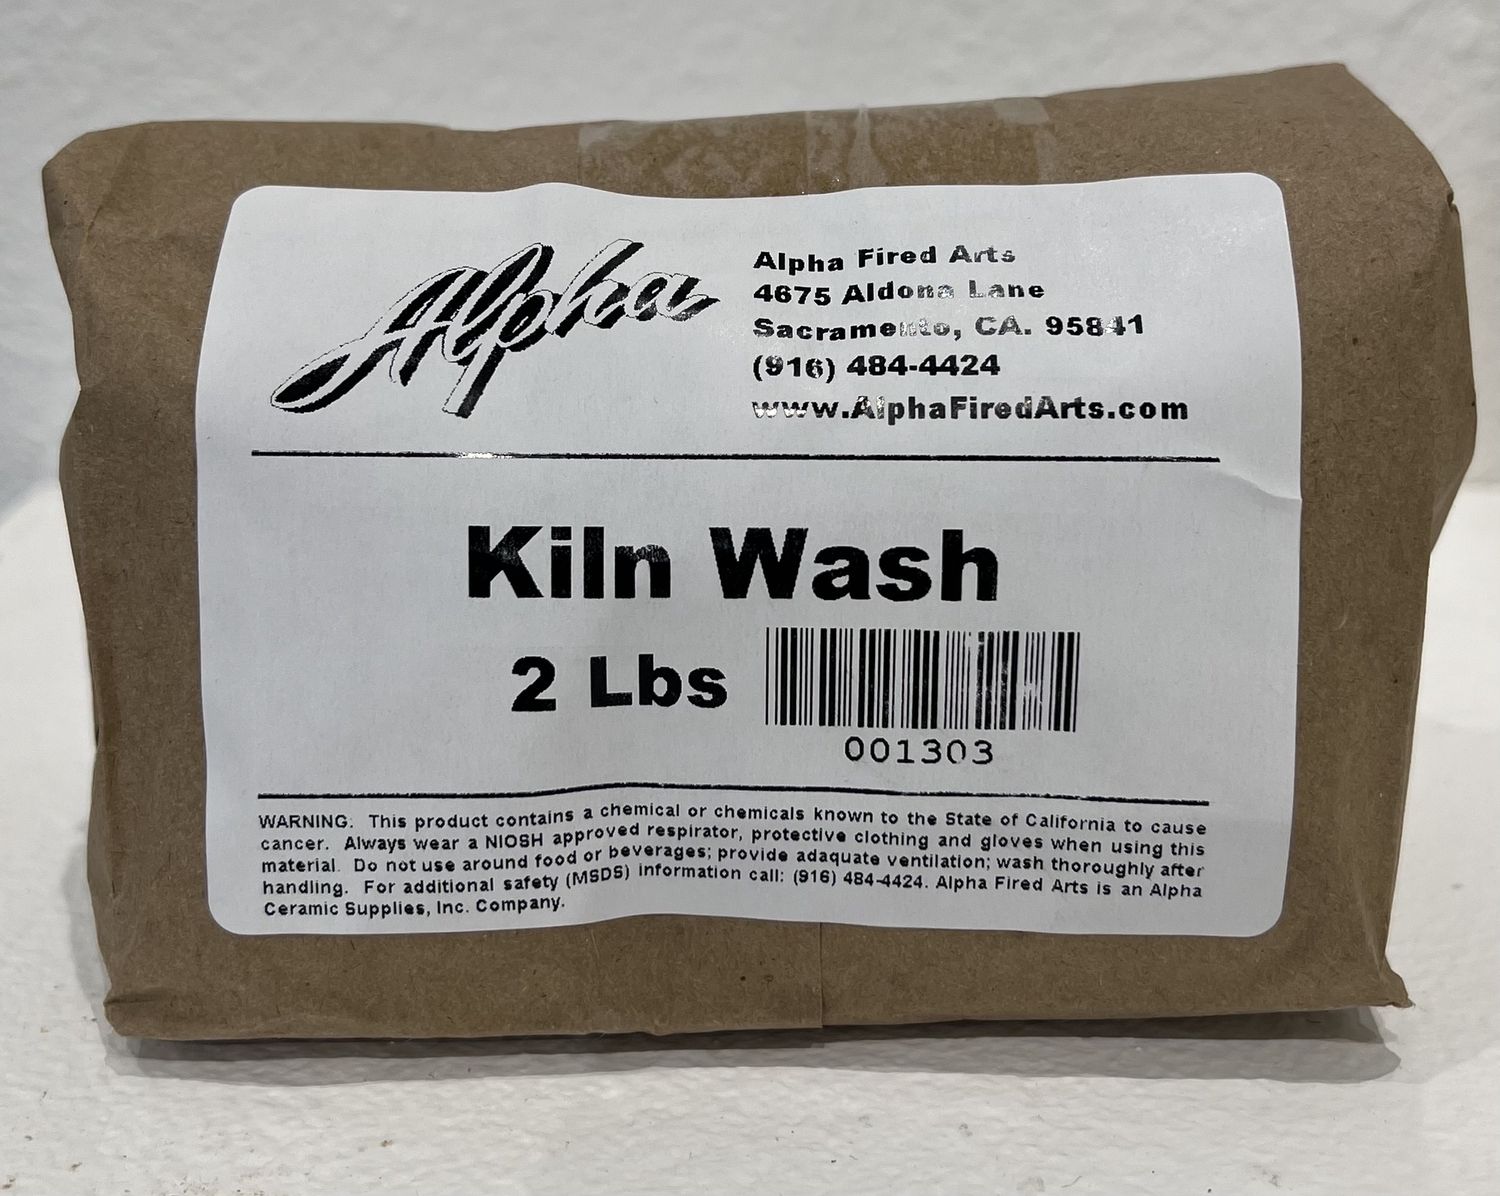 Alpha
Alpha Fired Arts
4675 Aldona Lane
Sacramento, CA. 95841
(916) 484-4424
www.AlphaFiredArts.com
Kiln Wash
2 Lbs
001303
WARNING: This product contains a chemical or chemicals known to the State of California to cause
cancer. Always wear a NIOSH approved respirator, protective clothing and gloves when using this
material. Do not use around food or beverages; provide adaquate ventilation; wash thoroughly after
handling. For additional safety (MSDS) information call: (916) 484-4424. Alpha Fired Arts is an Alpha
Ceramic Supplies, Inc. Company.